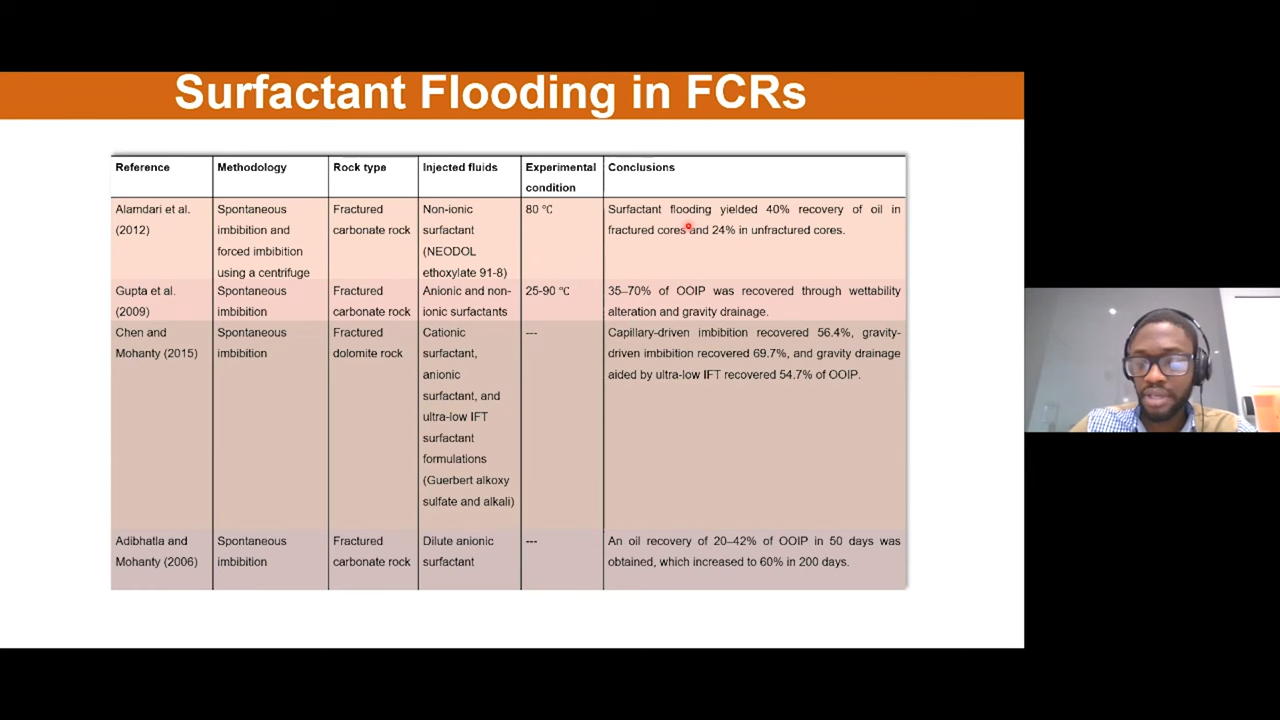 Surfactant Flooding in FCRs
Reference
Methodology
Rock type
Injected fluids
Experimental
condition
Conclusions
Alamdari et al.
(2012)
Spontaneous
imbibition and
forced imbibition
using a centrifuge
Fractured
carbonate rock
Non-ionic
surfactant
(NEODOL
ethoxylate 91-8)
80 ℃
Surfactant flooding yielded 40% recovery of oil in
fractured cores and 24% in unfractured cores.
Gupta et al.
(2009)
Spontaneous
imbibition
Fractured
carbonate rock
Anionic and non-
ionic surfactants
25-90 ℃
35–70% of OOIP was recovered through wettability
alteration and gravity drainage.
Chen and
Mohanty (2015)
Spontaneous
imbibition
Fractured
dolomite rock
Cationic
surfactant,
anionic
surfactant, and
ultra-low IFT
surfactant
formulations
(Guerbert alkoxy
sulfate and alkali)
---
Capillary-driven imbibition recovered 56.4%, gravity-
driven imbibition recovered 69.7%, and gravity drainage
aided by ultra-low IFT recovered 54.7% of OOIP.
Adibhatla and
Mohanty (2006)
Spontaneous
imbibition
Fractured
carbonate rock
Dilute anionic
surfactant
---
An oil recovery of 20–42% of OOIP in 50 days was
obtained, which increased to 60% in 200 days.